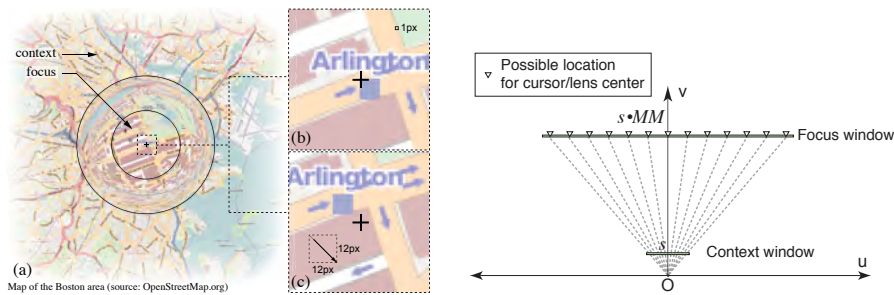 context
focus
(a)
Map of the Boston area (source: OpenStreetMap.org)
1px
Arlington
(b)
Arlington
12px
12px
(c)
Possible location
for cursor/lens center
v
s•MM
Focus window
s
Context window
u
O